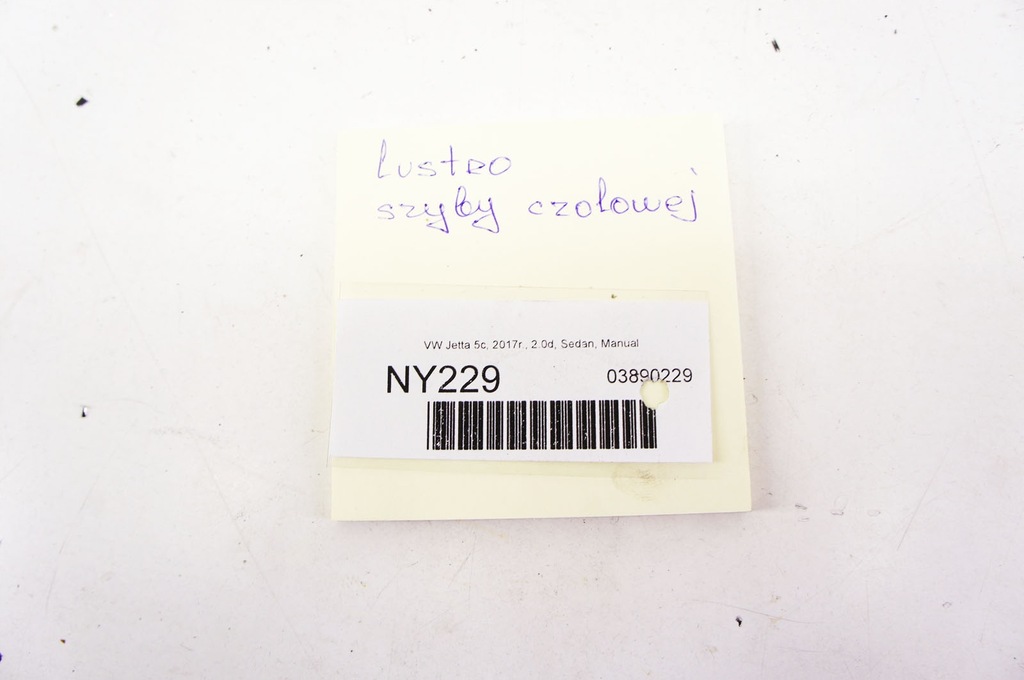 lustro
szyby czołowej
VW Jetta 5c, 2017r., 2.0d, Sedan, Manual
NY229
03890229